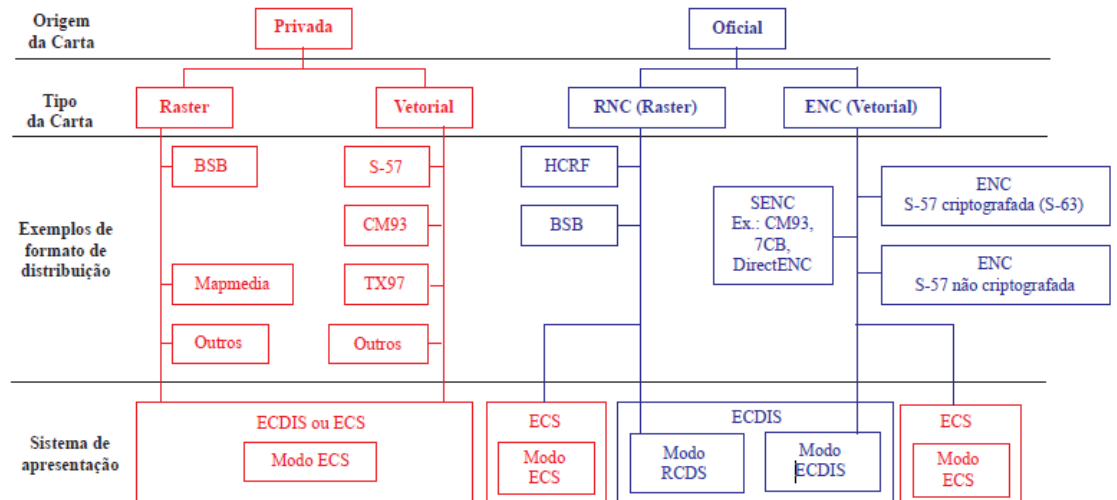 Origem
da Carta
Privada
Oficial
Tipo
da Carta
Raster
Vetorial
RNC (Raster)
ENC (Vetorial)
Exemplos de
formato de
distribuição
BSB
Mapmedia
Outros
S-57
CM93
TX97
Outros
HCRF
BSB
SENC
Ex.: CM93,
7CB,
DirectENC
ENC
S-57 criptografada (S-63)
ENC
S-57 não criptografada
Sistema de
apresentação
ECDIS ou ECS
Modo ECS
ECS
Modo
ECS
ECDIS
Modo
RCDS
Modo
ECDIS
ECS
Modo
ECS